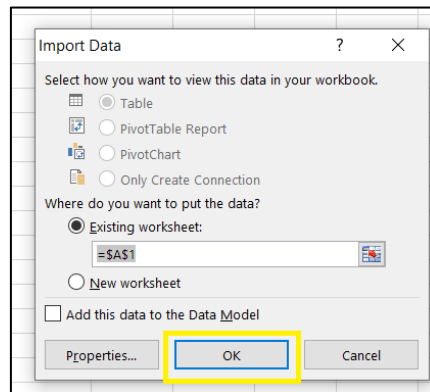 Import Data ? ×
Select how you want to view this data in your workbook.
Table
PivotTable Report
PivotChart
Only Create Connection
Where do you want to put the data?
Existing worksheet:
=$A$1
New worksheet
Add this data to the Data Model
Properties... OK Cancel